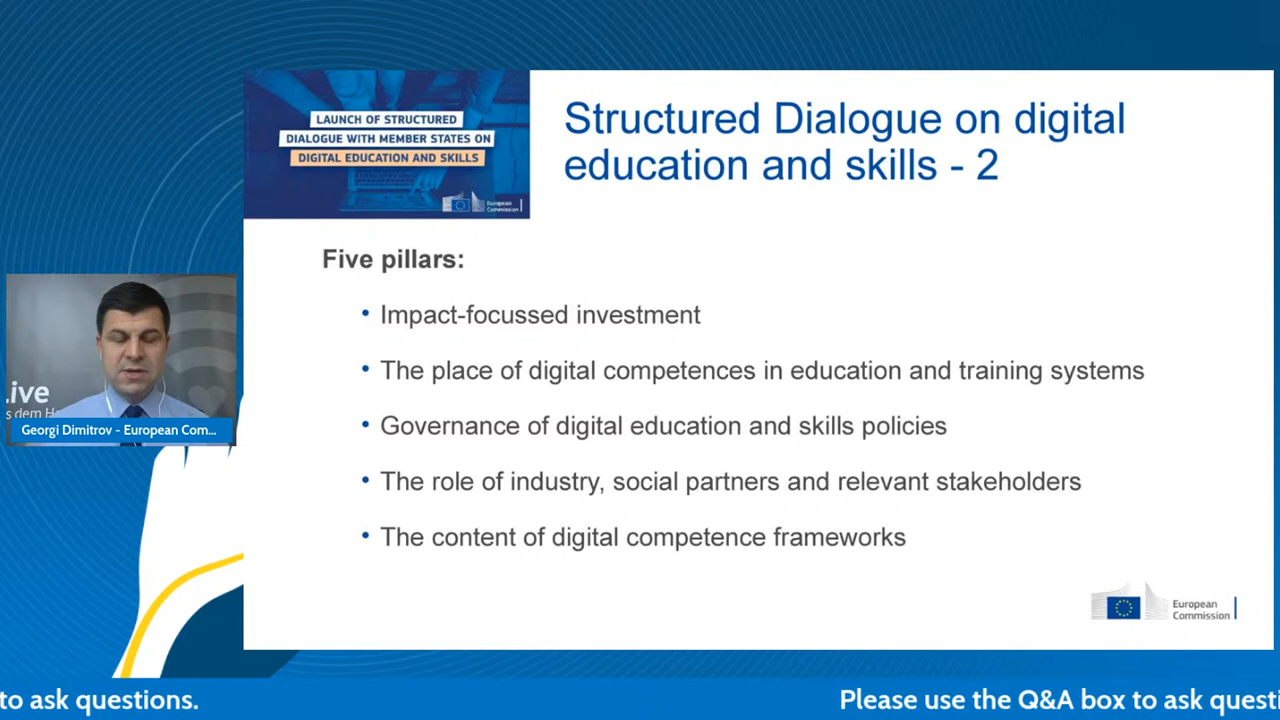 LAUNCH OF STRUCTURED
DIALOGUE WITH MEMBER STATES ON
DIGITAL EDUCATION AND SKILLS
European
Commission
Structured Dialogue on digital
education and skills - 2
Five pillars:
• Impact-focussed investment
• The place of digital competences in education and training systems
• Governance of digital education and skills policies
• The role of industry, social partners and relevant stakeholders
• The content of digital competence frameworks
.ive
s dem H
Georgi Dimitrov - European Com...
European
Commission
to ask questions.
Please use the Q&A box to ask questi